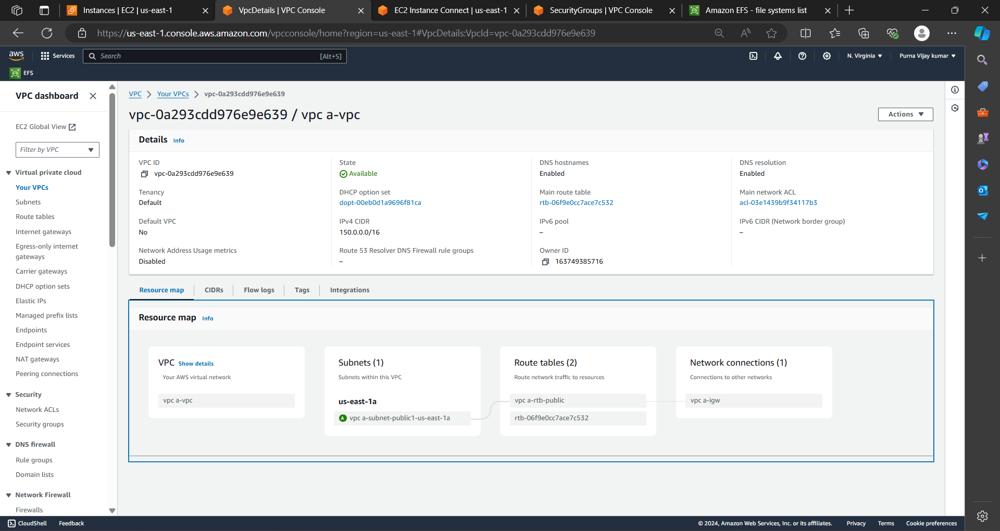 Instances | EC2 | us-east-1
VpcDetails | VPC Console
EC2 Instance Connect | us-east-1
SecurityGroups | VPC Console
Amazon EFS - file systems list
https://us-east-1.console.aws.amazon.com/vpcconsole/home?region=us-east-1#VpcDetails:VpcId=vpc-0a293cdd976e9e639
aws
Services
Search
[Alt+S]
N. Virginia
Purna Vijay kumar
EFS
VPC dashboard
EC2 Global View
Filter by VPC
Virtual private cloud
Your VPCs
Subnets
Route tables
Internet gateways
Egress-only internet
gateways
Carrier gateways
DHCP option sets
Elastic IPs
Managed prefix lists
Endpoints
Endpoint services
NAT gateways
Peering connections
Security
Network ACLs
Security groups
DNS firewall
Rule groups
Domain lists
Network Firewall
Firewalls
VPC > Your VPCs > vpc-0a293cdd976e9e639
vpc-0a293cdd976e9e639 / vpc a-vpc
Actions
Details Info
VPC ID
vpc-0a293cdd976e9e639
State
Available
DNS hostnames
Enabled
DNS resolution
Enabled
Tenancy
Default
DHCP option set
dopt-00eb0d1a9696f81ca
Main route table
rtb-06f9e0cc7ace7c532
Main network ACL
acl-03e1439b9f34117b3
Default VPC
No
IPv4 CIDR
150.0.0.0/16
IPv6 pool
–
IPv6 CIDR (Network border group)
–
Network Address Usage metrics
Disabled
Route 53 Resolver DNS Firewall rule groups
–
Owner ID
163749385716
Resource map
CIDRs
Flow logs
Tags
Integrations
Resource map Info
VPC Show details
Your AWS virtual network
vpc a-vpc
Subnets (1)
Subnets within this VPC
us-east-1a
A vpc a-subnet-public1-us-east-1a
Route tables (2)
Route network traffic to resources
vpc a-rtb-public
rtb-06f9e0cc7ace7c532
Network connections (1)
Connections to other networks
vpc a-igw
CloudShell
Feedback
© 2024, Amazon Web Services, Inc. or its affiliates.
Privacy
Terms
Cookie preferences